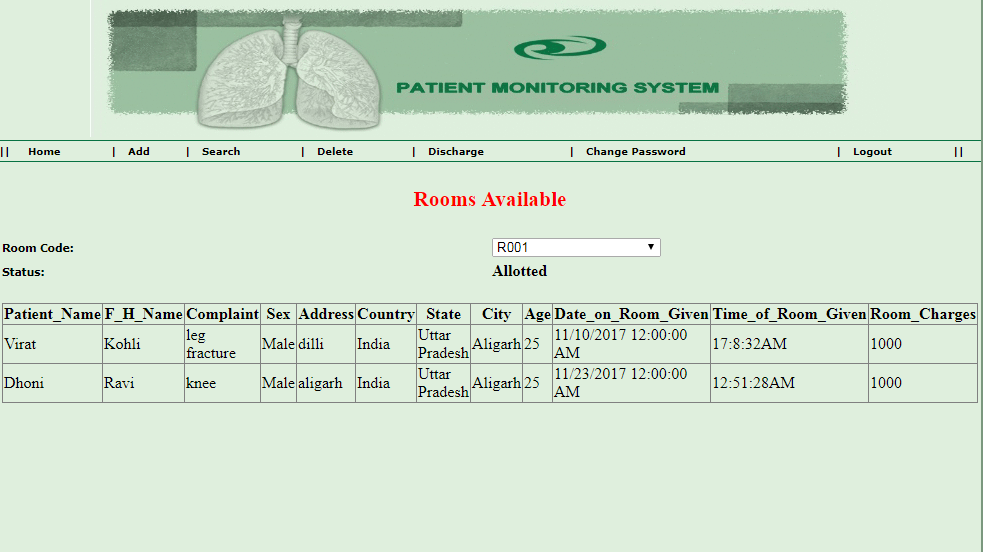 PATIENT MONITORING SYSTEM
|| Home | Add | Search | Delete | Discharge | Change Password | Logout ||
Rooms Available
Room Code: R001
Status: Allotted
Patient_Name F_H_Name Complaint Sex Address Country State City Age Date_on_Room_Given Time_of_Room_Given Room_Charges
Virat Kohli leg fracture Male dilli India Uttar Pradesh Aligarh 25 11/10/2017 12:00:00 AM 17:8:32AM 1000
Dhoni Ravi knee Male aligarh India Uttar Pradesh Aligarh 25 11/23/2017 12:00:00 AM 12:51:28AM 1000